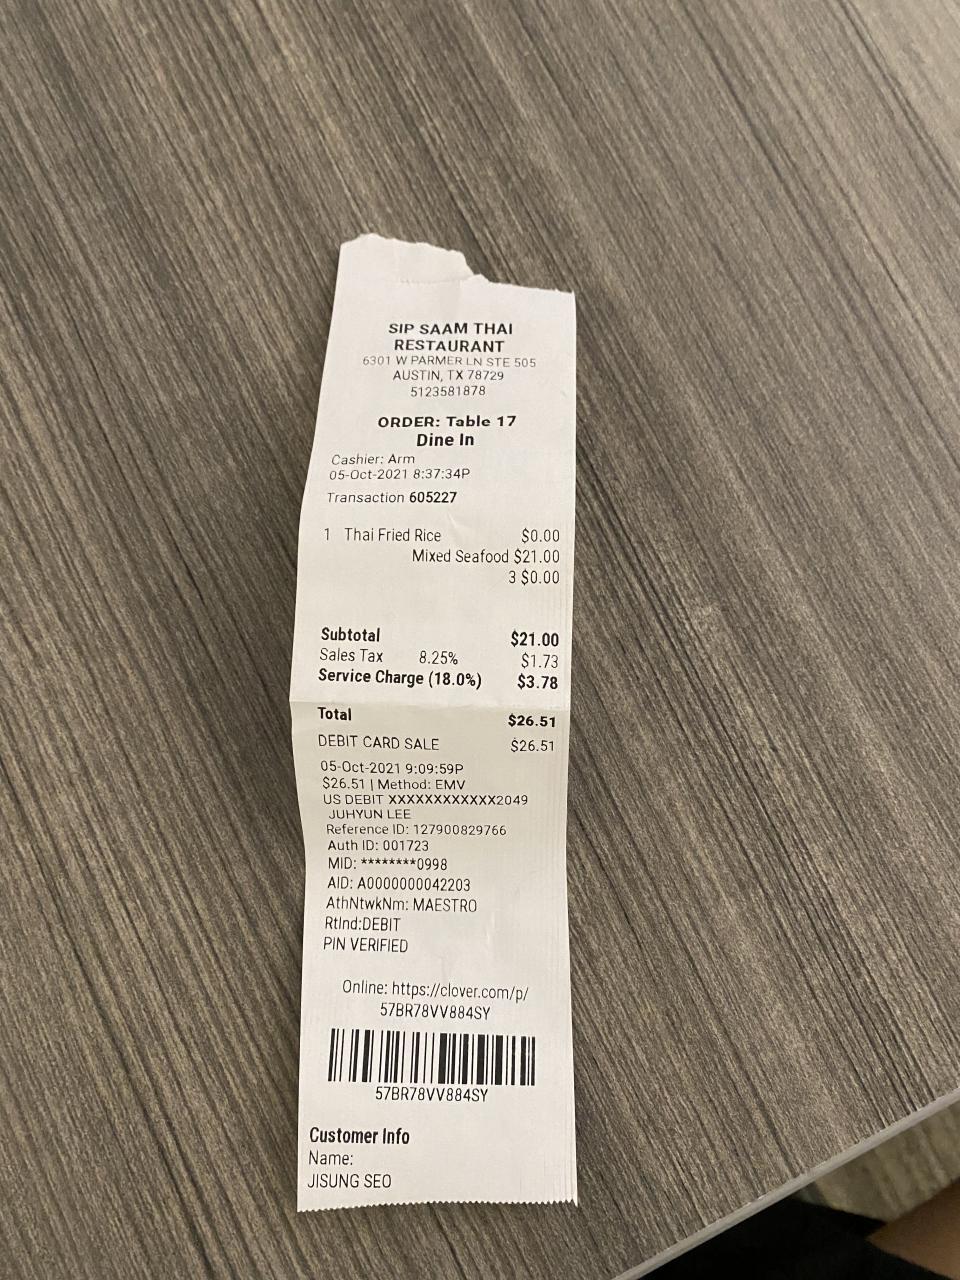 SIP SAAM THAI
RESTAURANT
6301 W PARMER LN STE 505
AUSTIN, TX 78729
5123581878
ORDER: Table 17
Dine In
Cashier: Arm
05-Oct-2021 8:37:34P
Transaction 605227
1 Thai Fried Rice $0.00
Mixed Seafood $21.00
3 $0.00
Subtotal $21.00
Sales Tax 8.25% $1.73
Service Charge (18.0%) $3.78
Total $26.51
DEBIT CARD SALE $26.51
05-Oct-2021 9:09:59P
$26.51 | Method: EMV
US DEBIT XXXXXXXXXXXX2049
JUHYUN LEE
Reference ID: 127900829766
Auth ID: 001723
MID: ********0998
AID: A0000000042203
AthNtwkNm: MAESTRO
RtInd:DEBIT
PIN VERIFIED
Online: https://clover.com/p/
57BR78VV884SY
57BR78VV884SY
Customer Info
Name:
JISUNG SEO